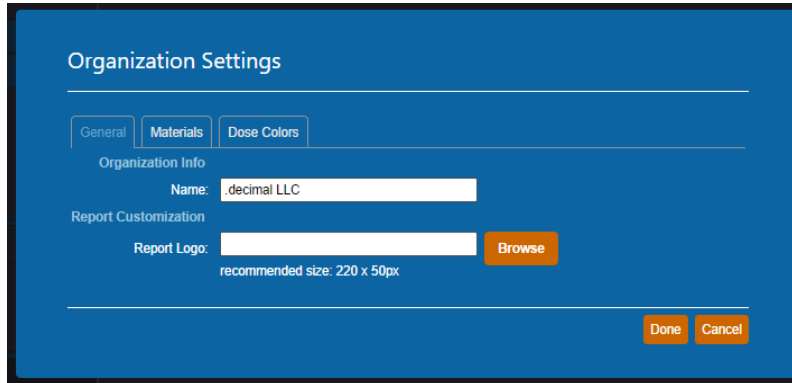 Organization Settings
General Materials Dose Colors
Organization Info
Name: .decimal LLC
Report Customization
Report Logo: Browse
recommended size: 220 x 50px
Done Cancel